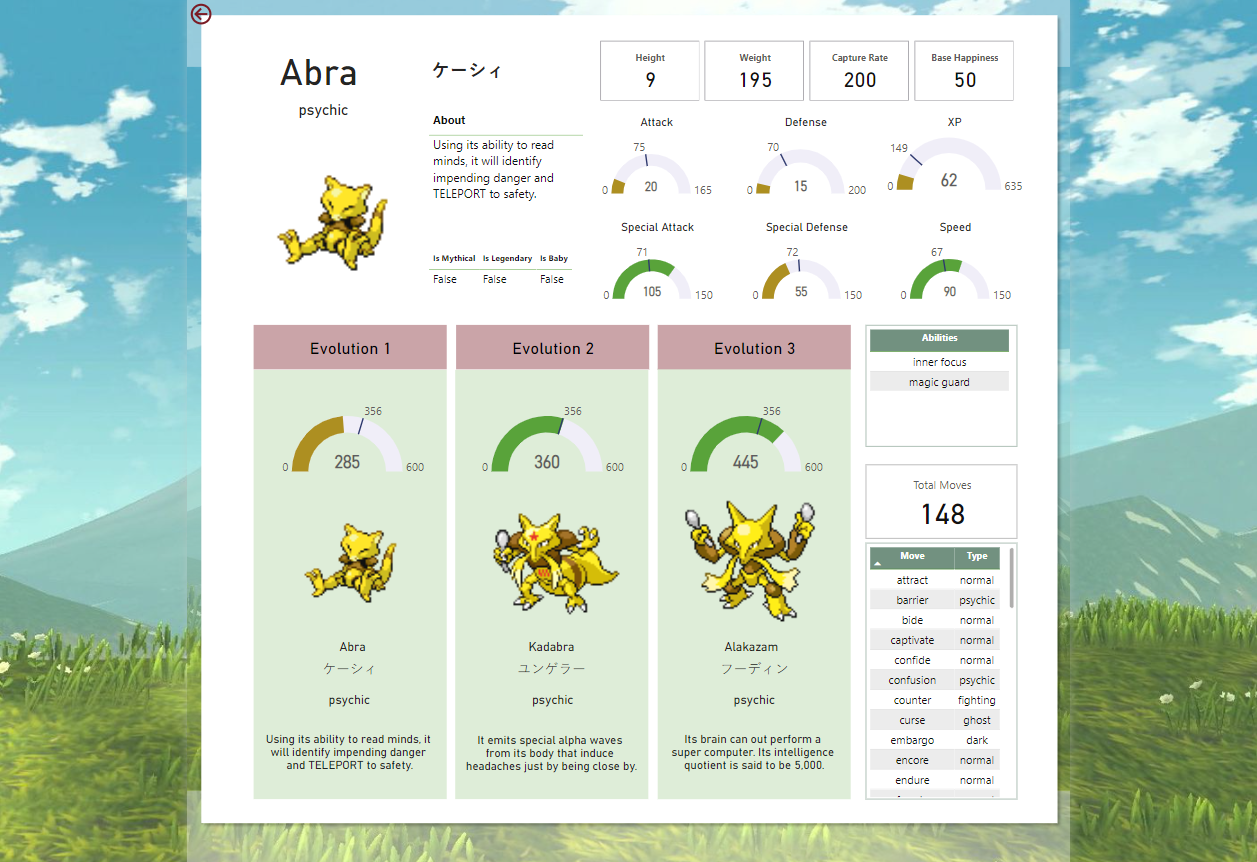 Abra
psychic
ケーシィ
About
Using its ability to read
minds, it will identify
impending danger and
TELEPORT to safety.
Is Mythical Is Legendary Is Baby
False False False
Height Weight Capture Rate Base Happiness
9 195 200 50
Attack Defense XP
75 70 149
0 20 165 0 15 200 0 62 635
Special Attack Special Defense Speed
71 72 67
0 105 150 0 55 150 0 90 150
Evolution 1
356
0 285 600
Abra
ケーシィ
psychic
Using its ability to read minds, it
will identify impending danger
and TELEPORT to safety.
Evolution 2
356
0 360 600
Kadabra
ユンゲラー
psychic
It emits special alpha waves
from its body that induce
headaches just by being close by.
Evolution 3
356
0 445 600
Alakazam
フーディン
psychic
Its brain can out perform a
super computer. Its intelligence
quotient is said to be 5,000.
Abilities
inner focus
magic guard
Total Moves
148
Move Type
attract normal
barrier psychic
bide normal
captivate normal
confide normal
confusion psychic
counter fighting
curse ghost
embargo dark
encore normal
endure normal